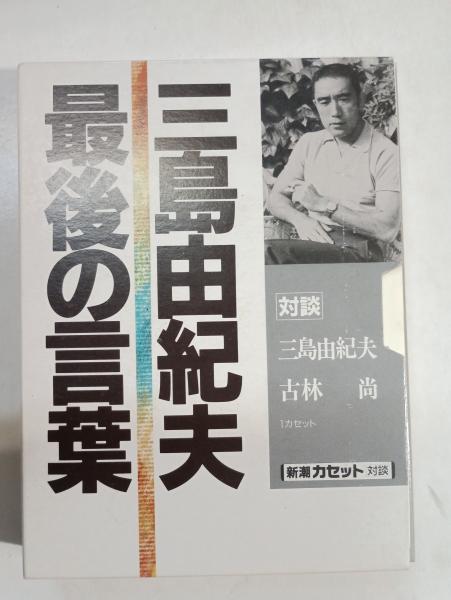 三島由紀夫
最後の言葉
対談
三島由紀夫
古林　尚
1カセット
新潮カセット対談